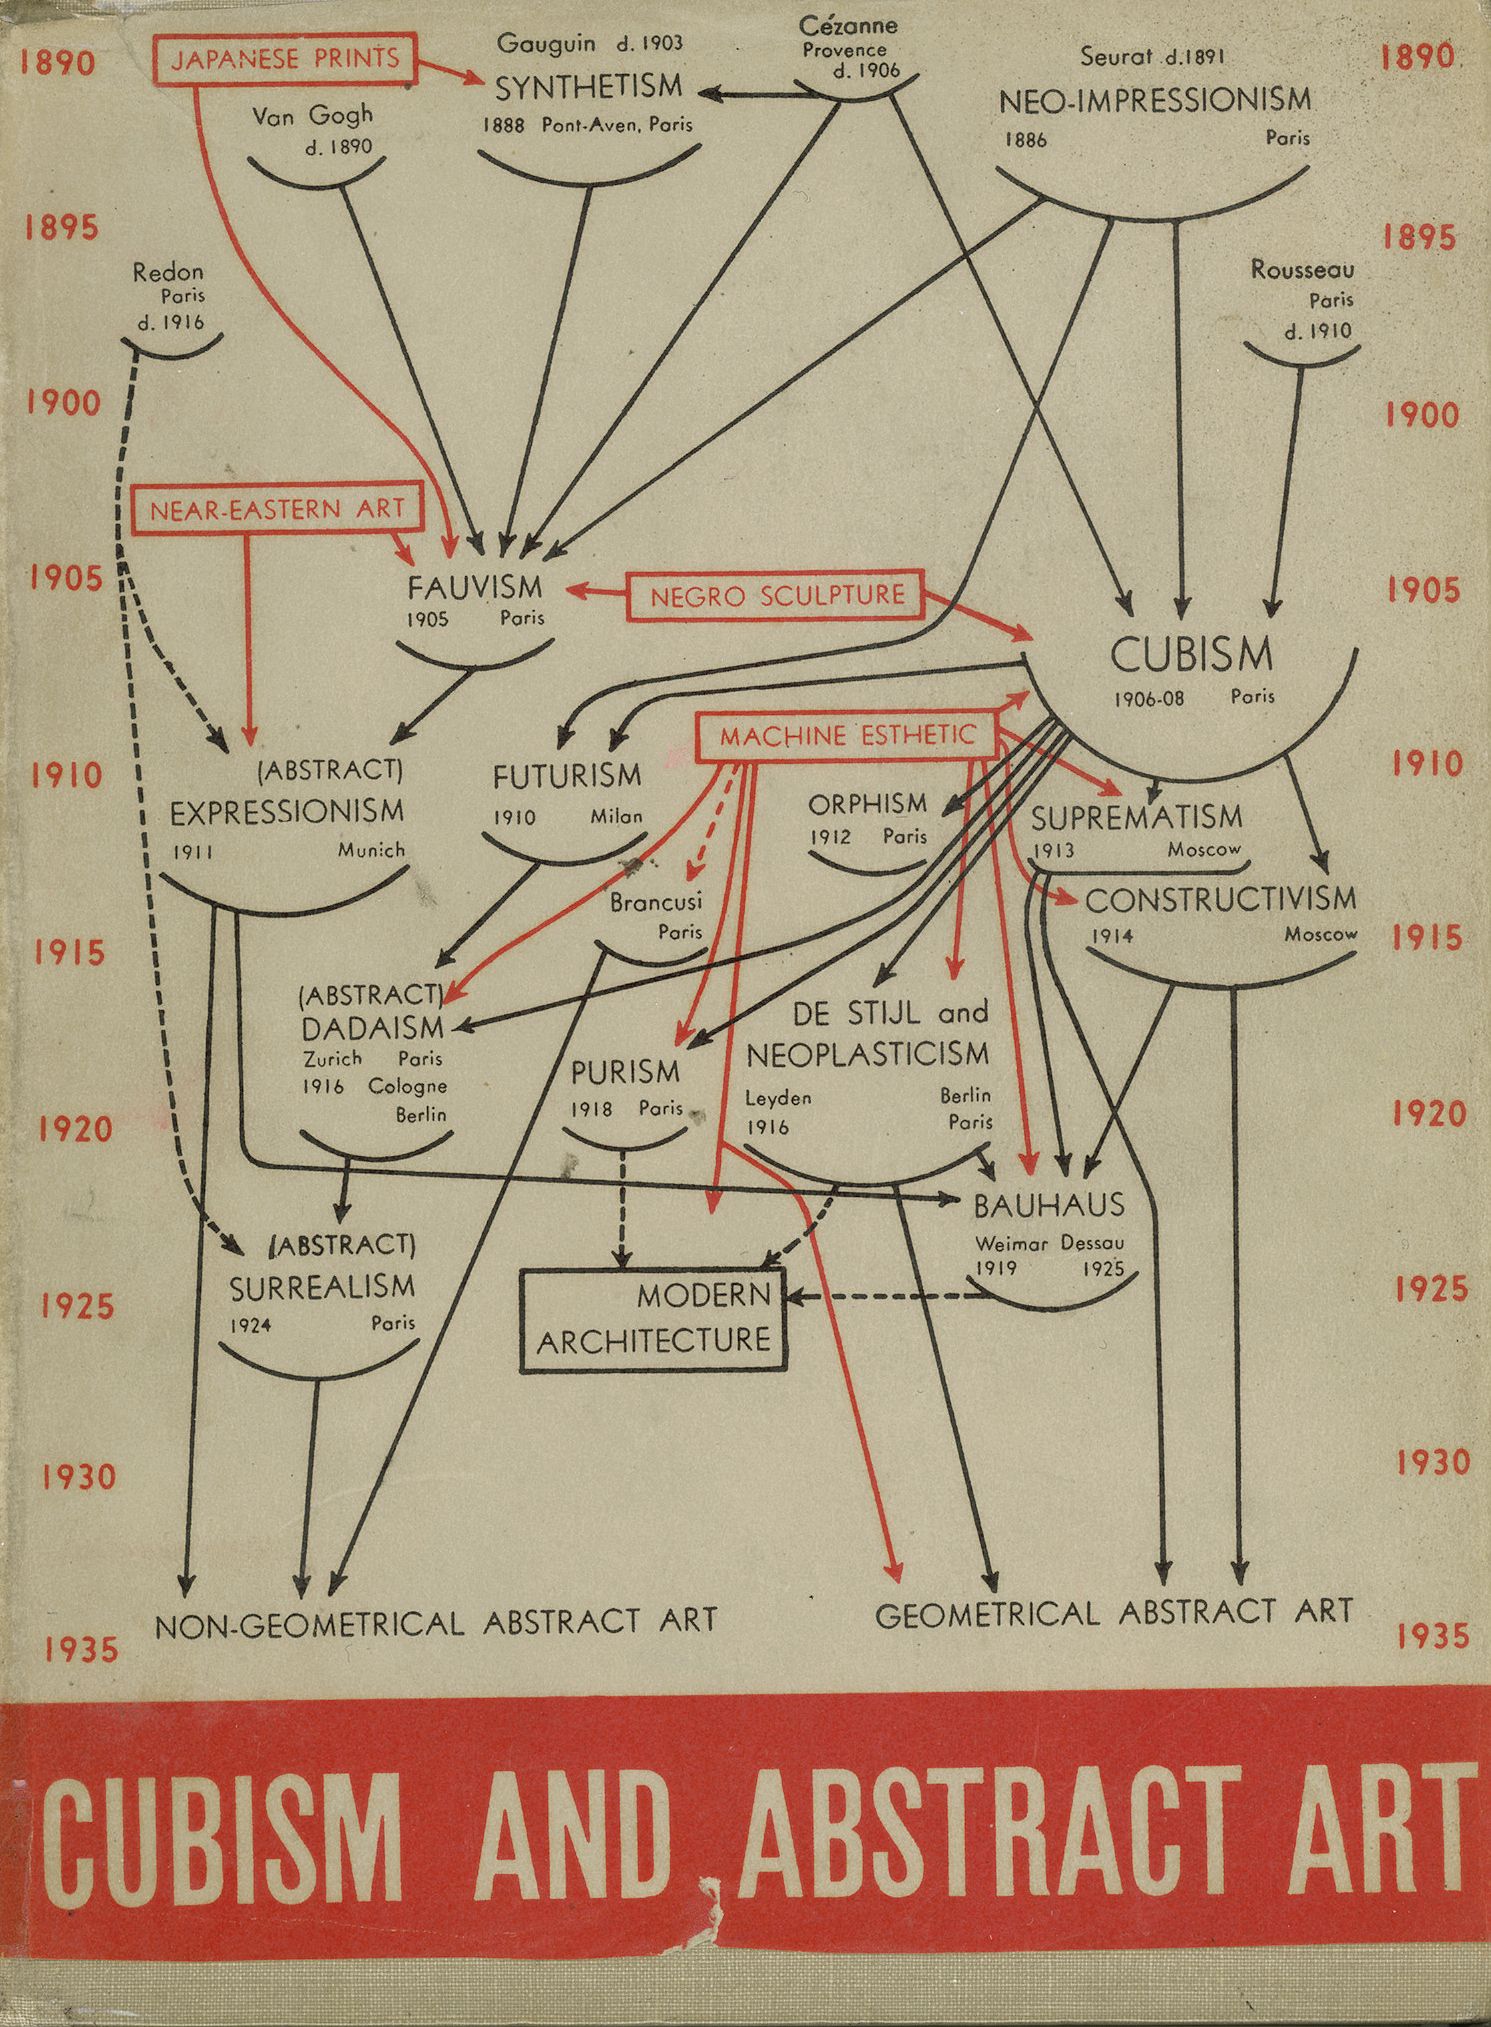 1890
JAPANESE PRINTS
Gauguin d. 1903
SYNTHETISM
1888 Pont-Aven, Paris
Cézanne
Provence
d. 1906
Seurat d.1891
NEO-IMPRESSIONISM
1886 Paris
1890
Van Gogh
d. 1890
1895
1895
Redon
Paris
d. 1916
Rousseau
Paris
d. 1910
1900
1900
NEAR-EASTERN ART
1905
FAUVISM
1905 Paris
NEGRO SCULPTURE
1905
CUBISM
1906-08 Paris
MACHINE ESTHETIC
1910
(ABSTRACT)
EXPRESSIONISM
1911 Munich
FUTURISM
1910 Milan
ORPHISM
1912 Paris
SUPREMATISM
1913 Moscow
1910
Brancusi
Paris
CONSTRUCTIVISM
1914 Moscow
1915
1915
(ABSTRACT)
DADAISM
Zurich Paris
1916 Cologne
Berlin
PURISM
1918 Paris
DE STIJL and
NEOPLASTICISM
Leyden Berlin
1916 Paris
1920
1920
BAUHAUS
Weimar Dessau
1919 1925
(ABSTRACT)
SURREALISM
1924 Paris
MODERN
ARCHITECTURE
1925
1925
1930
1930
NON-GEOMETRICAL ABSTRACT ART
GEOMETRICAL ABSTRACT ART
1935
1935
CUBISM AND ABSTRACT ART